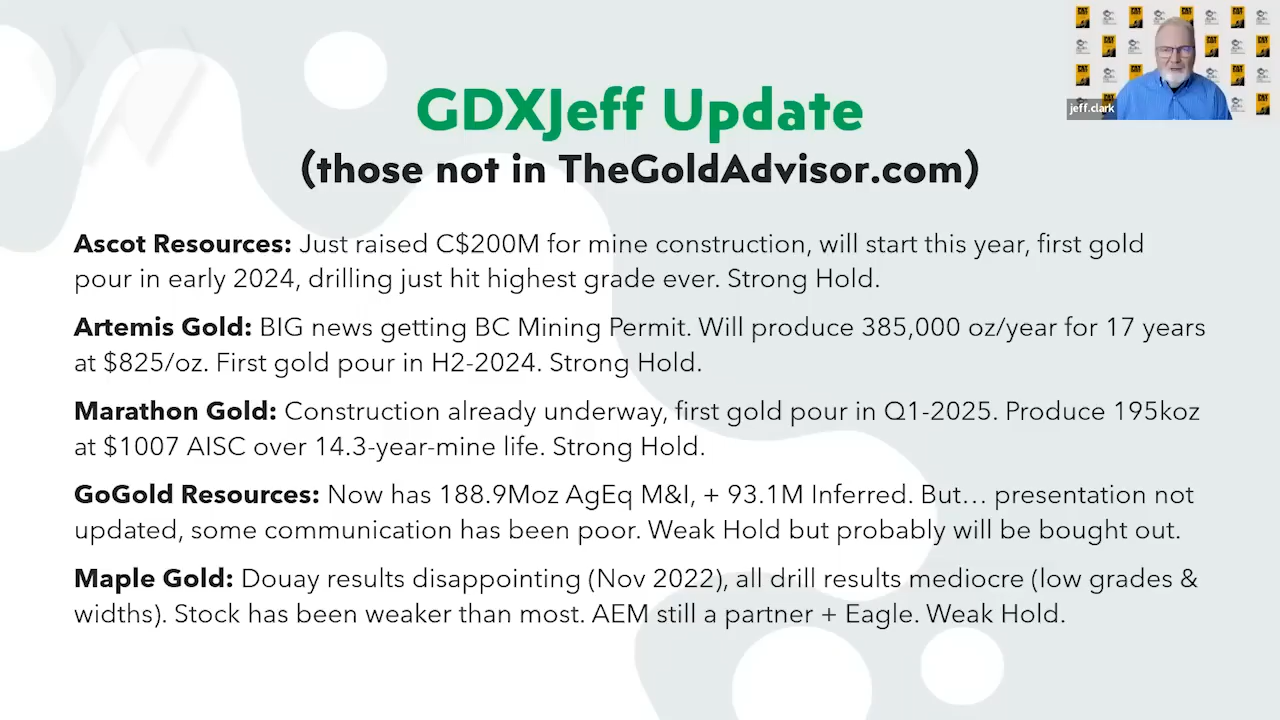 GDXJeff Update
(those not in TheGoldAdvisor.com)
jeff.clark
Ascot Resources: Just raised C$200M for mine construction, will start this year, first gold
pour in early 2024, drilling just hit highest grade ever. Strong Hold.
Artemis Gold: BIG news getting BC Mining Permit. Will produce 385,000 oz/year for 17 years
at $825/oz. First gold pour in H2-2024. Strong Hold.
Marathon Gold: Construction already underway, first gold pour in Q1-2025. Produce 195koz
at $1007 AISC over 14.3-year-mine life. Strong Hold.
GoGold Resources: Now has 188.9Moz AgEq M&I, + 93.1M Inferred. But… presentation not
updated, some communication has been poor. Weak Hold but probably will be bought out.
Maple Gold: Douay results disappointing (Nov 2022), all drill results mediocre (low grades &
widths). Stock has been weaker than most. AEM still a partner + Eagle. Weak Hold.